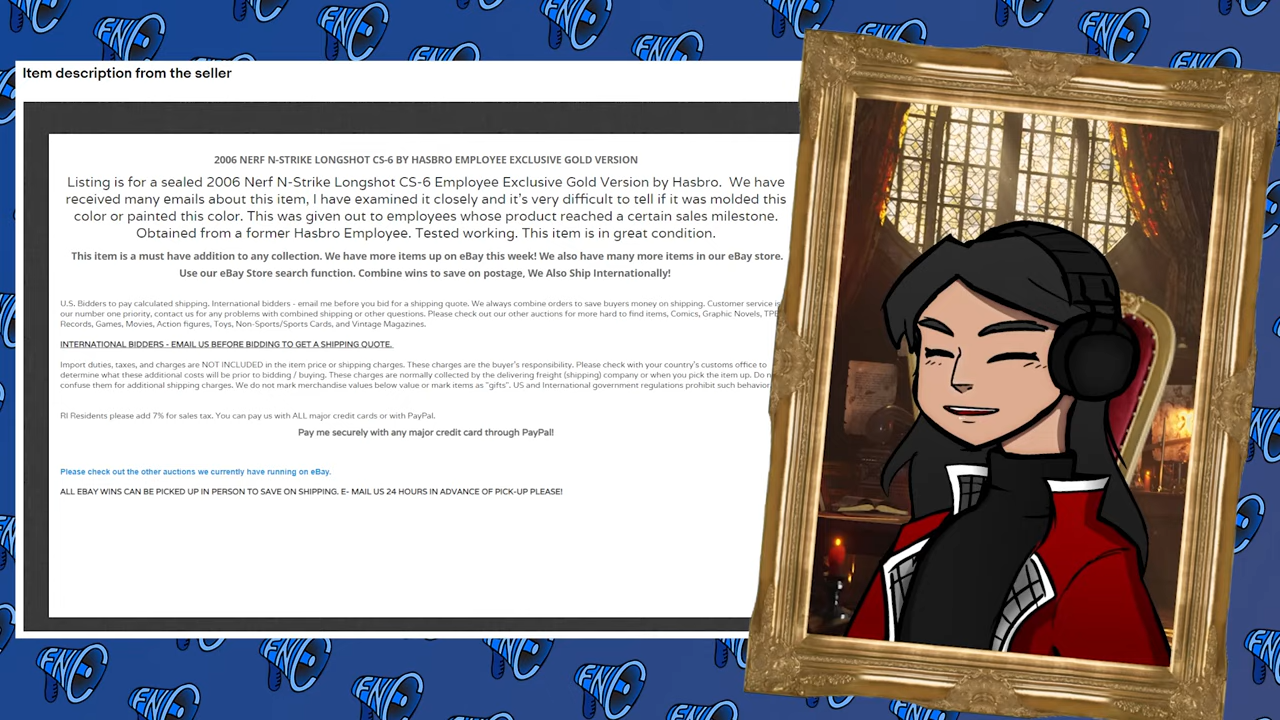 Item description from the seller
2006 NERF N-STRIKE LONGSHOT CS-6 BY HASBRO EMPLOYEE EXCLUSIVE GOLD VERSION
Listing is for a sealed 2006 Nerf N-Strike Longshot CS-6 Employee Exclusive Gold Version by Hasbro. We have
received many emails about this item, I have examined it closely and it's very difficult to tell if it was molded this
color or painted this color. This was given out to employees whose product reached a certain sales milestone.
Obtained from a former Hasbro Employee. Tested working. This item is in great condition.
This item is a must have addition to any collection. We have more items up on eBay this week! We also have many more items in our eBay store.
Use our eBay Store search function. Combine wins to save on postage, We Also Ship Internationally!
U.S. Bidders to pay calculated shipping. International bidders - email me before you bid for a shipping quote. We always combine orders to save buyers money on shipping. Customer service is
our number one priority, contact us for any problems with combined shipping or other questions. Please check out our other auctions for more hard to find items, Comics, Graphic Novels, TPB
Records, Games, Movies, Action figures, Toys, Non-Sports/Sports Cards, and Vintage Magazines.
INTERNATIONAL BIDDERS - EMAIL US BEFORE BIDDING TO GET A SHIPPING QUOTE.
Import duties, taxes, and charges are NOT INCLUDED in the item price or shipping charges. These charges are the buyer's responsibility. Please check with your country's customs office to
determine what these additional costs will be prior to bidding / buying. These charges are normally collected by the delivering freight (shipping) company or when you pick the item up. Do
confuse them for additional shipping charges. We do not mark merchandise values below value or mark items as "gifts". US and International government regulations prohibit such behavior
RI Residents please add 7% for sales tax. You can pay us with ALL major credit cards or with PayPal.
Pay me securely with any major credit card through PayPal!
Please check out the other auctions we currently have running on eBay.
ALL EBAY WINS CAN BE PICKED UP IN PERSON TO SAVE ON SHIPPING. E- MAIL US 24 HOURS IN ADVANCE OF PICK-UP PLEASE!